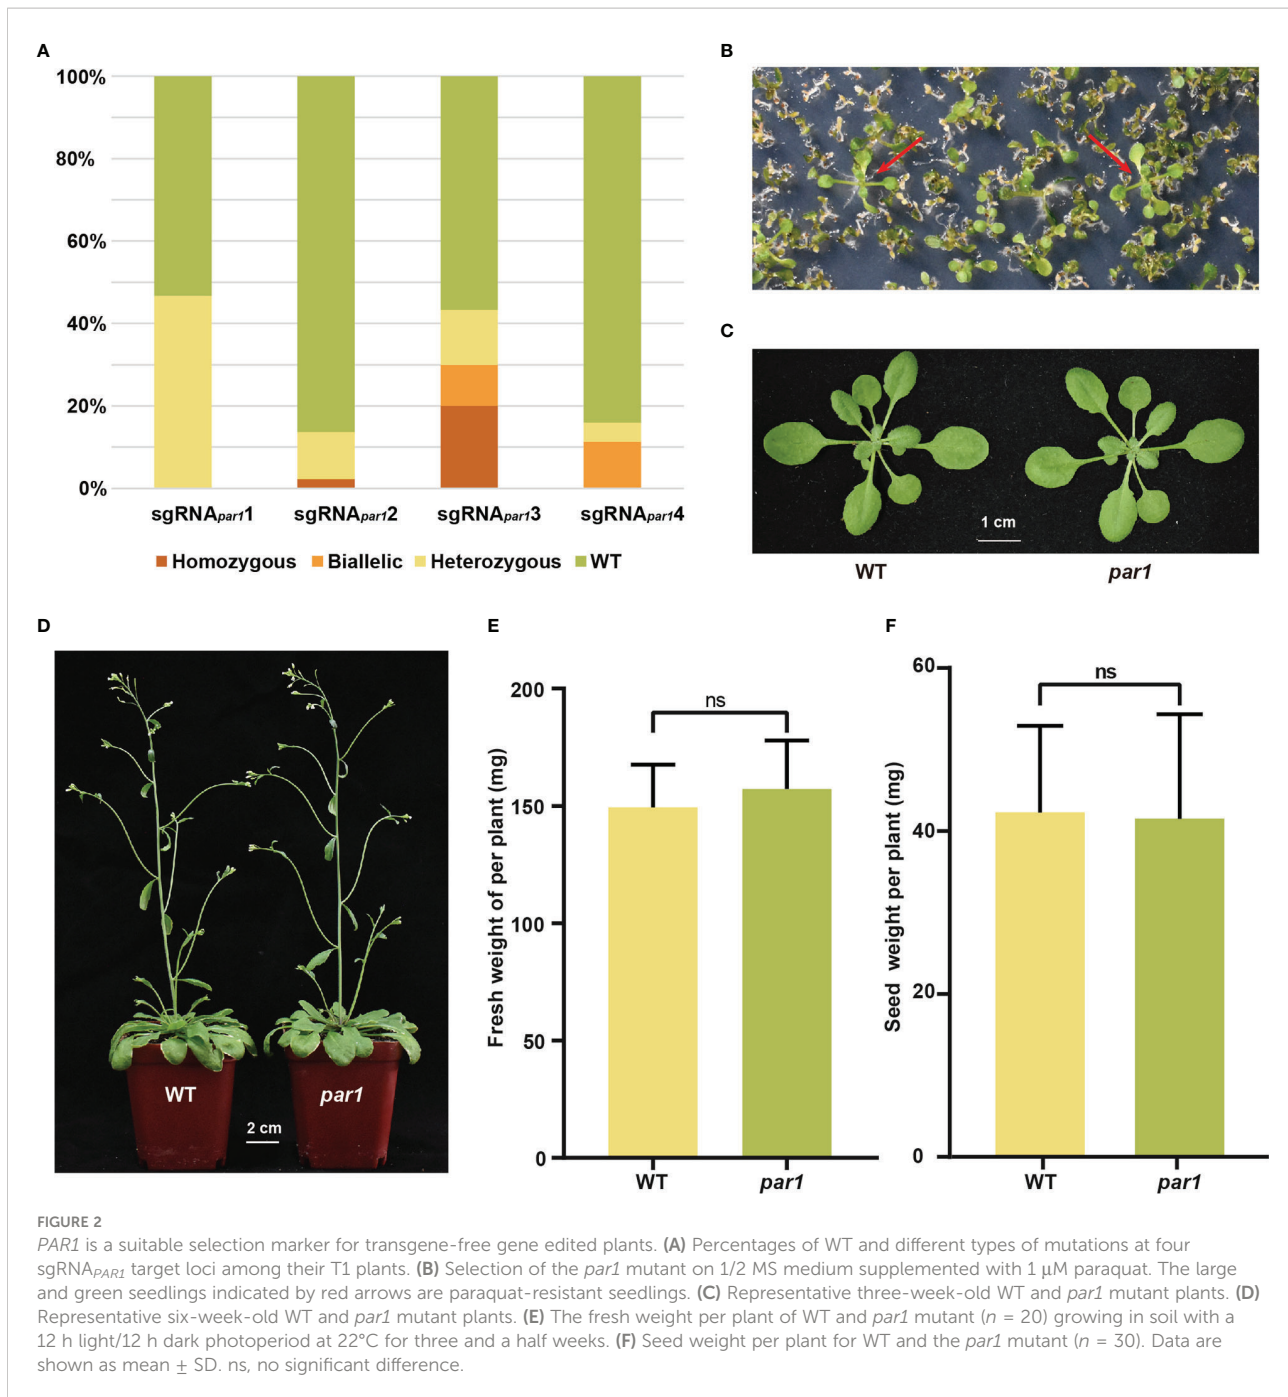 A
100%
80%
60%
40%
20%
0%
sgRNApar11 sgRNApar12 sgRNApar13 sgRNApar14
Homozygous Biallelic Heterozygous WT
B
C
1 cm
WT par1
D
WT par1
2 cm
E
Fresh weight of per plant (mg)
200
150
100
50
0
ns
WT par1
F
Seed weight per plant (mg)
60
40
20
0
ns
WT par1
FIGURE 2
PAR1 is a suitable selection marker for transgene-free gene edited plants. (A) Percentages of WT and different types of mutations at four
sgRNAPAR1 target loci among their T1 plants. (B) Selection of the par1 mutant on 1/2 MS medium supplemented with 1 μM paraquat. The large
and green seedlings indicated by red arrows are paraquat-resistant seedlings. (C) Representative three-week-old WT and par1 mutant plants. (D)
Representative six-week-old WT and par1 mutant plants. (E) The fresh weight per plant of WT and par1 mutant (n = 20) growing in soil with a
12 h light/12 h dark photoperiod at 22°C for three and a half weeks. (F) Seed weight per plant for WT and the par1 mutant (n = 30). Data are
shown as mean ± SD. ns, no significant difference.